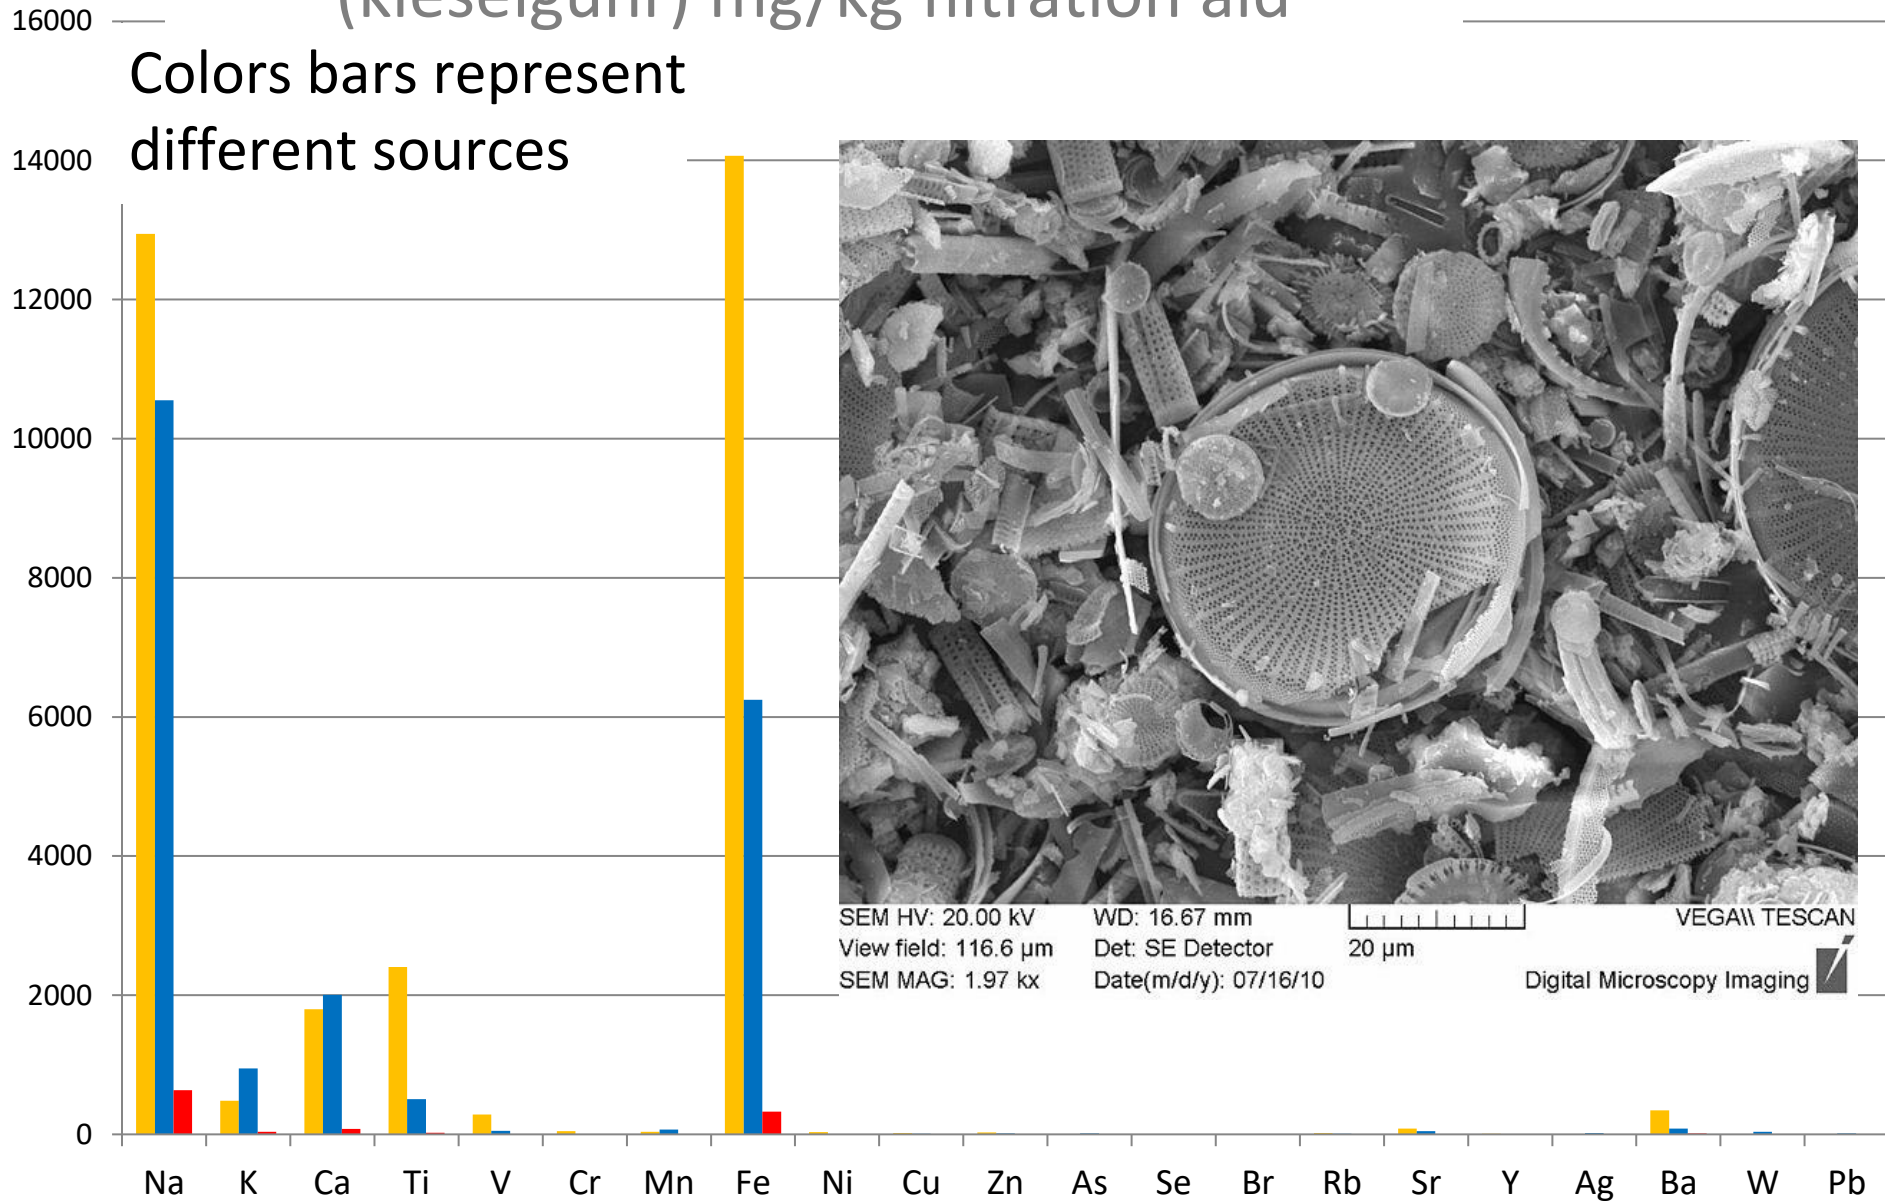 (kieselguhr) mg/kg filtration aid
Colors bars represent
different sources
16000
14000
12000
10000
8000
6000
4000
2000
0
SEM HV: 20.00 kV WD: 16.67 mm VEGA\\ TESCAN
View field: 116.6 µm Det: SE Detector 20 µm
SEM MAG: 1.97 kx Date(m/d/y): 07/16/10 Digital Microscopy Imaging
Na K Ca Ti V Cr Mn Fe Ni Cu Zn As Se Br Rb Sr Y Ag Ba W Pb